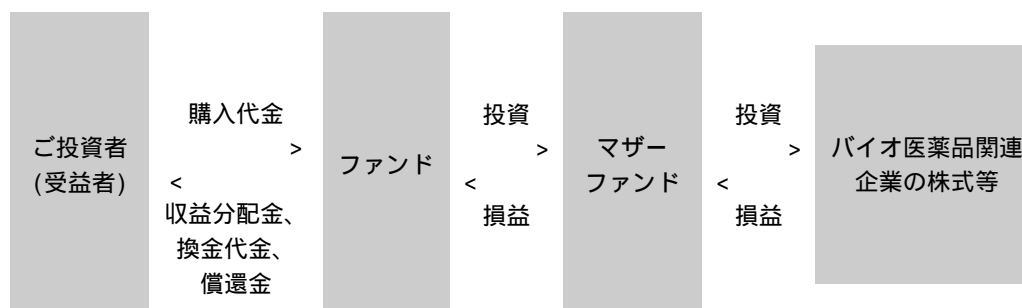 ご投資者
(受益者)
購入代金
>
<
収益分配金、
換金代金、
償還金
ファンド
投資
>
<
損益
マザー
ファンド
投資
>
<
損益
バイオ医薬品関連
企業の株式等